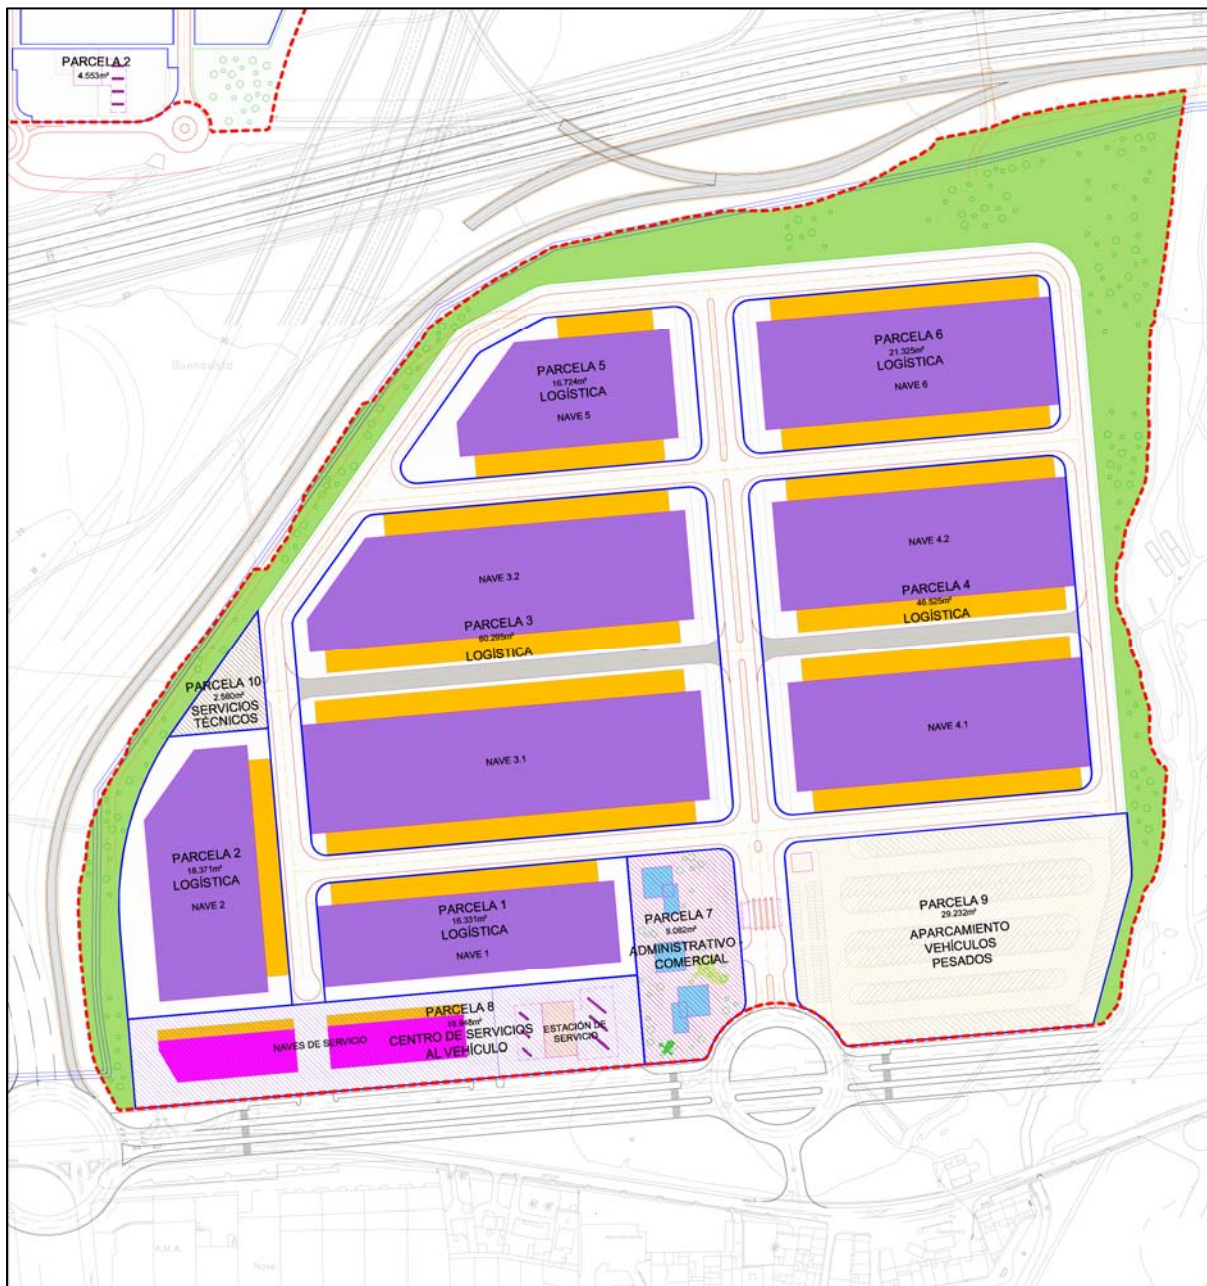 PARCELA 2
4.553m²
Buenavista
PARCELA 5
16.724m²
LOGÍSTICA
NAVE 5
PARCELA 6
21.325m²
LOGÍSTICA
NAVE 6
NAVE 3.2
PARCELA 3
60.295m²
LOGÍSTICA
NAVE 3.1
NAVE 4.2
PARCELA 4
46.525m²
LOGÍSTICA
NAVE 4.1
PARCELA 10
2.580m²
SERVICIOS
TÉCNICOS
PARCELA 2
18.371m²
LOGÍSTICA
NAVE 2
PARCELA 1
16.331m²
LOGÍSTICA
NAVE 1
PARCELA 7
9.082m²
ADMINISTRATIVO
COMERCIAL
PARCELA 9
29.232m²
APARCAMIENTO
VEHÍCULOS
PESADOS
PARCELA 8
CENTRO DE SERVICIOS
AL VEHÍCULO
NAVES DE SERVICIO
ESTACIÓN DE
SERVICIO
A.M.A.